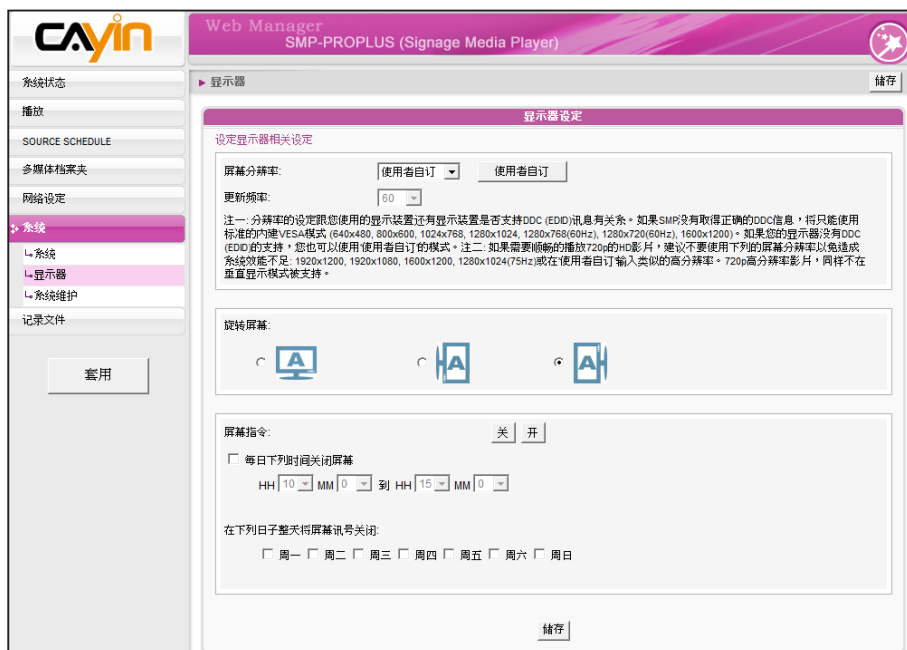 CAYIN
Web Manager
SMP-PROPLUS (Signage Media Player)
系统状态
播放
SOURCE SCHEDULE
多媒体档案夹
网络设定
系统
系统
显示器
系统维护
记录文件
套用
显示器
储存
显示器设定
设定显示器相关设定
屏幕分辨率: 使用者自订 使用者自订
更新频率: 60
注一: 分辨率的设定跟您使用的显示装置还有显示装置是否支持DDC (EDID)讯息有关系。如果SMP没有取得正确的DDC信息，将只能使用
标准的内建VESA模式 (640x480, 800x600, 1024x768, 1280x1024, 1280x768(60Hz), 1280x720(60Hz), 1600x1200)。如果您的显示器没有DDC
(EDID)的支持，您也可以使用'使用者自订'的模式。注二: 如果需要顺畅的播放720p的HD影片，建议不要使用下列的屏幕分辨率以免造成
系统效能不足: 1920x1200, 1920x1080, 1600x1200, 1280x1024(75Hz)或在'使用者自订'输入类似的高分辨率。720p高分辨率影片，同样不在
垂直显示模式被支持。
旋转屏幕:
A A A
屏幕指令: 关 开
每日下列时间关闭屏幕
HH 10 MM 0 到 HH 15 MM 0
在下列日子整天将屏幕讯号关闭:
周一 周二 周三 周四 周五 周六 周日
储存